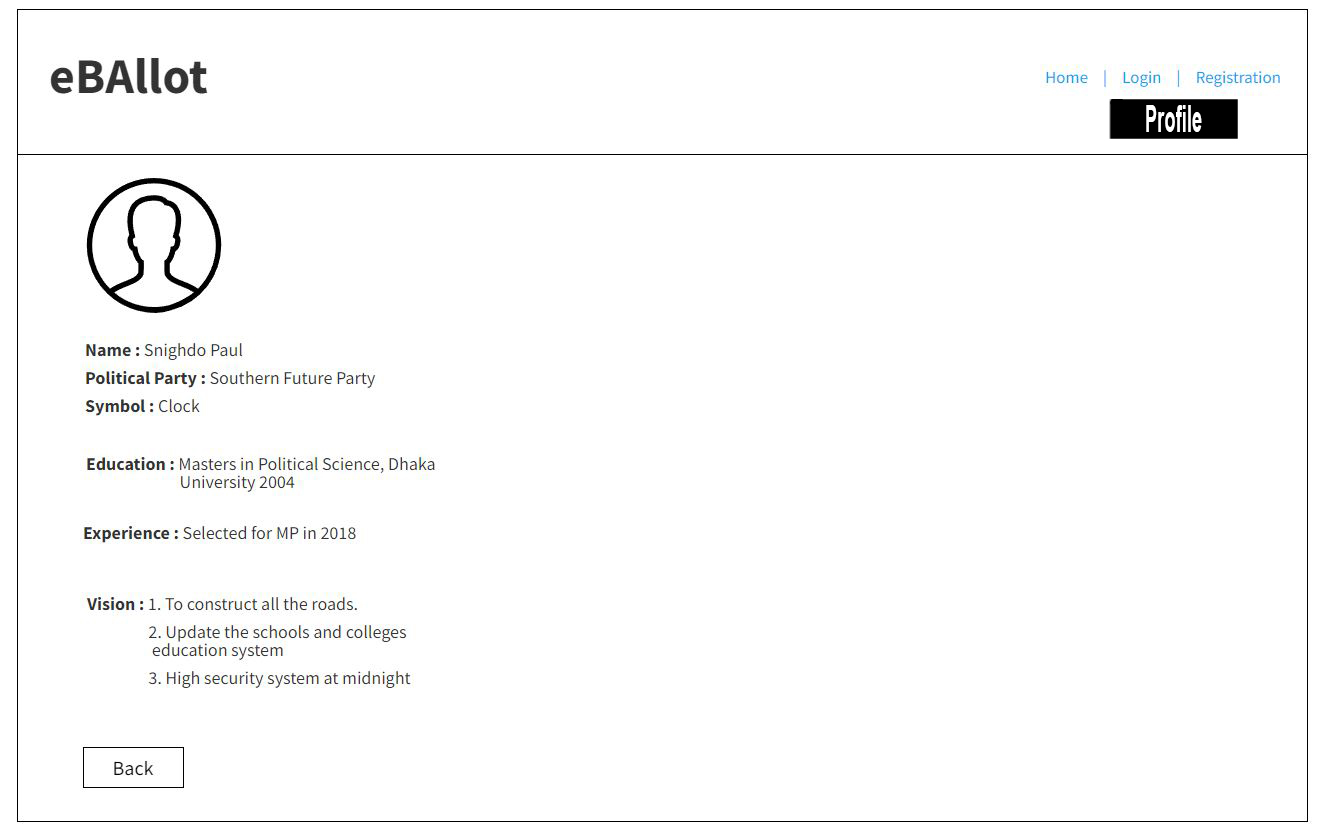 eBAllot
Home | Login | Registration
Profile
Name : Snighdo Paul
Political Party : Southern Future Party
Symbol : Clock
Education : Masters in Political Science, Dhaka
University 2004
Experience : Selected for MP in 2018
Vision : 1. To construct all the roads.
2. Update the schools and colleges
education system
3. High security system at midnight
Back